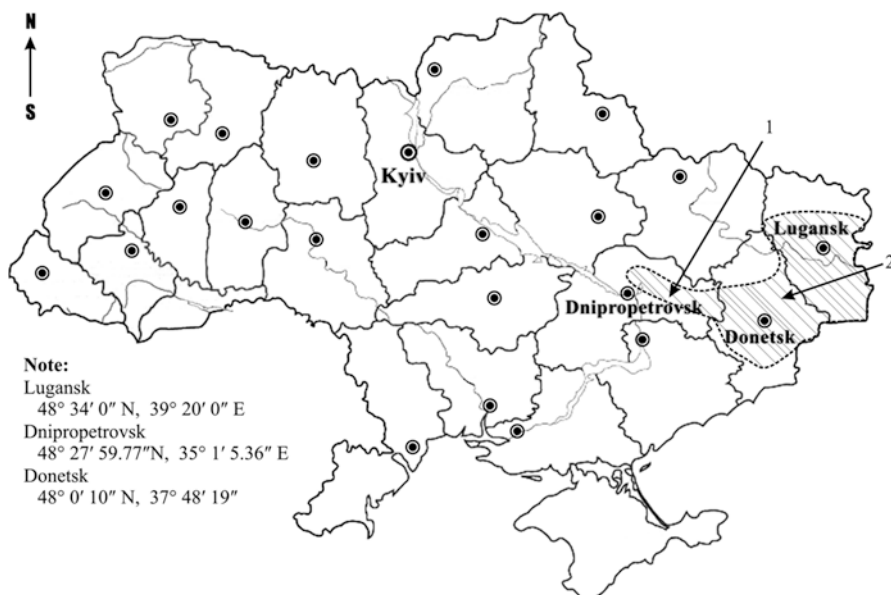 N
S
1
Kyiv
Lugansk
2
Dnipropetrovsk
Donetsk
Note:
Lugansk
48° 34′ 0″ N, 39° 20′ 0″ E
Dnipropetrovsk
48° 27′ 59.77″N, 35° 1′ 5.36″ E
Donetsk
48° 0′ 10″ N, 37° 48′ 19″